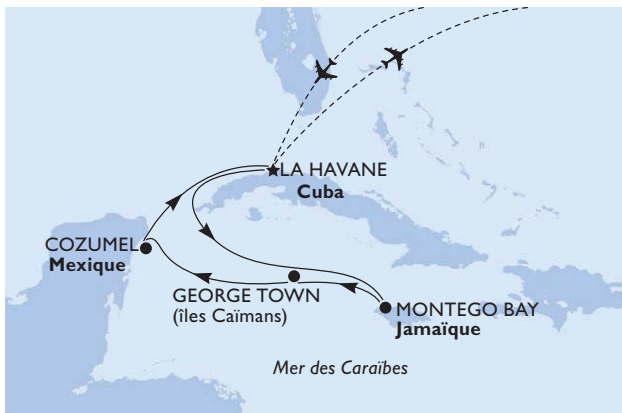 LA HAVANE
Cuba
COZUMEL
Mexique
GEORGE TOWN
(îles Caïmans)
MONTEGO BAY
Jamaïque
Mer des Caraïbes